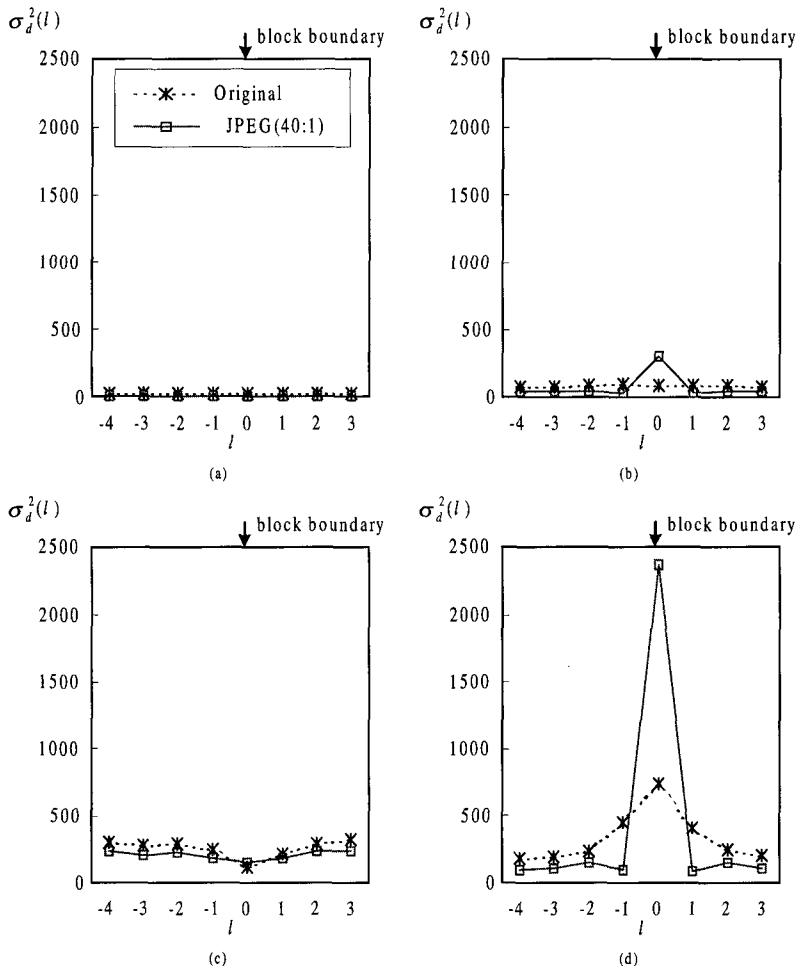 σ_d^2(l)
block boundary
2500
2000
1500
1000
500
0
Original
JPEG(40:1)
-4 -3 -2 -1 0 1 2 3
l
(a)
σ_d^2(l)
block boundary
2500
2000
1500
1000
500
0
-4 -3 -2 -1 0 1 2 3
l
(b)
σ_d^2(l)
block boundary
2500
2000
1500
1000
500
0
-4 -3 -2 -1 0 1 2 3
l
(c)
σ_d^2(l)
block boundary
2500
2000
1500
1000
500
0
-4 -3 -2 -1 0 1 2 3
l
(d)